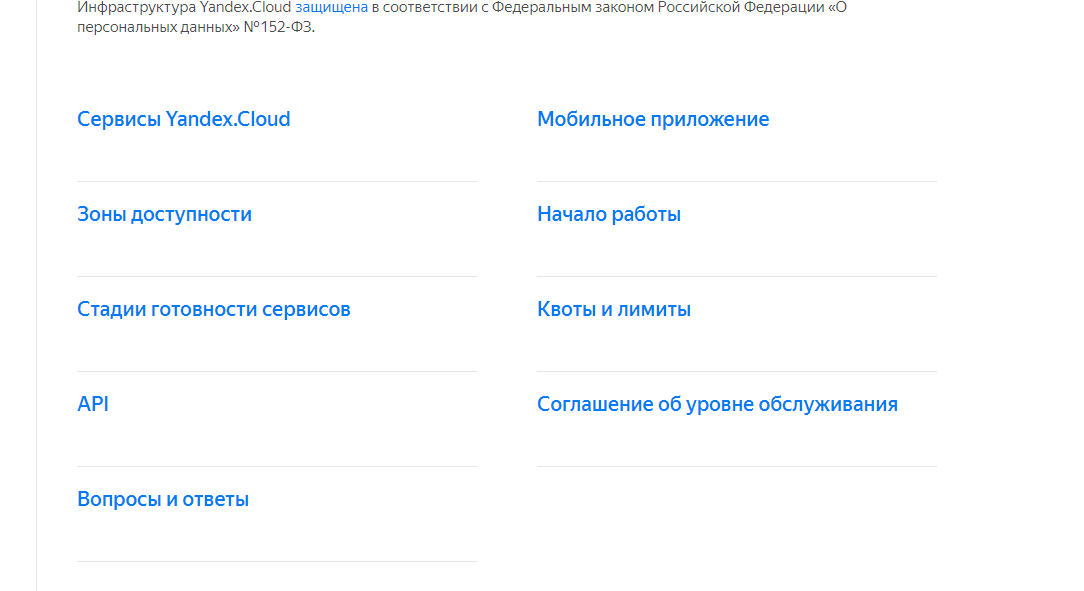 Инфраструктура Yandex.Cloud защищена в соответствии с Федеральным законом Российской Федерации «О
персональных данных» №152-ФЗ.
Сервисы Yandex.Cloud
Мобильное приложение
Зоны доступности
Начало работы
Стадии готовности сервисов
Квоты и лимиты
API
Соглашение об уровне обслуживания
Вопросы и ответы